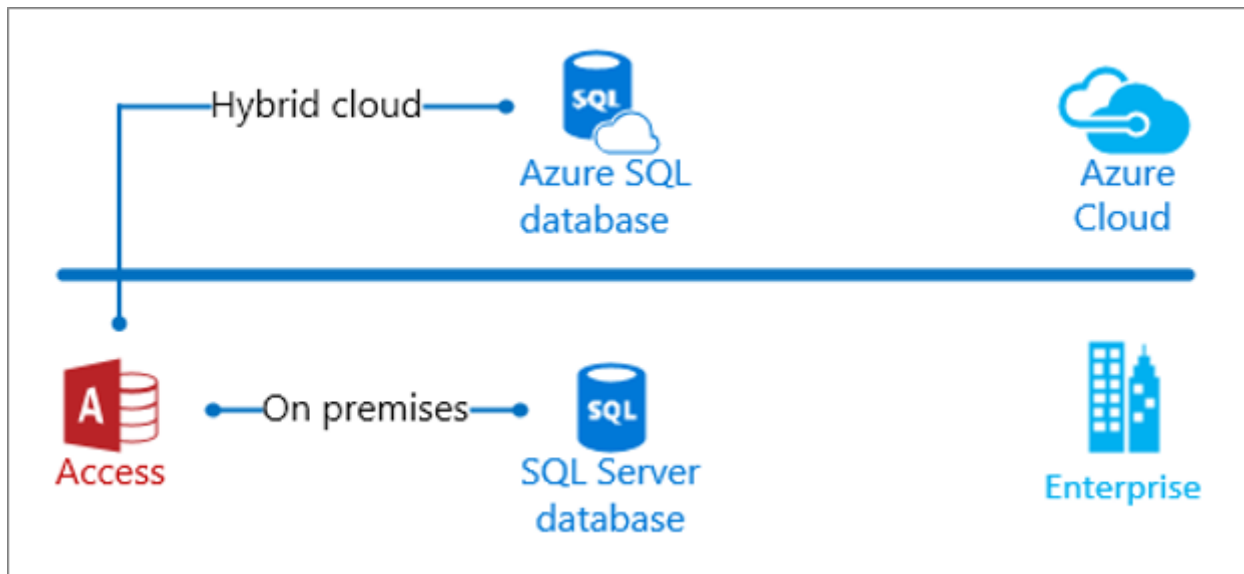 Hybrid cloud
SQL
Azure SQL
database
Azure
Cloud
A
Access
On premises
SQL
SQL Server
database
Enterprise